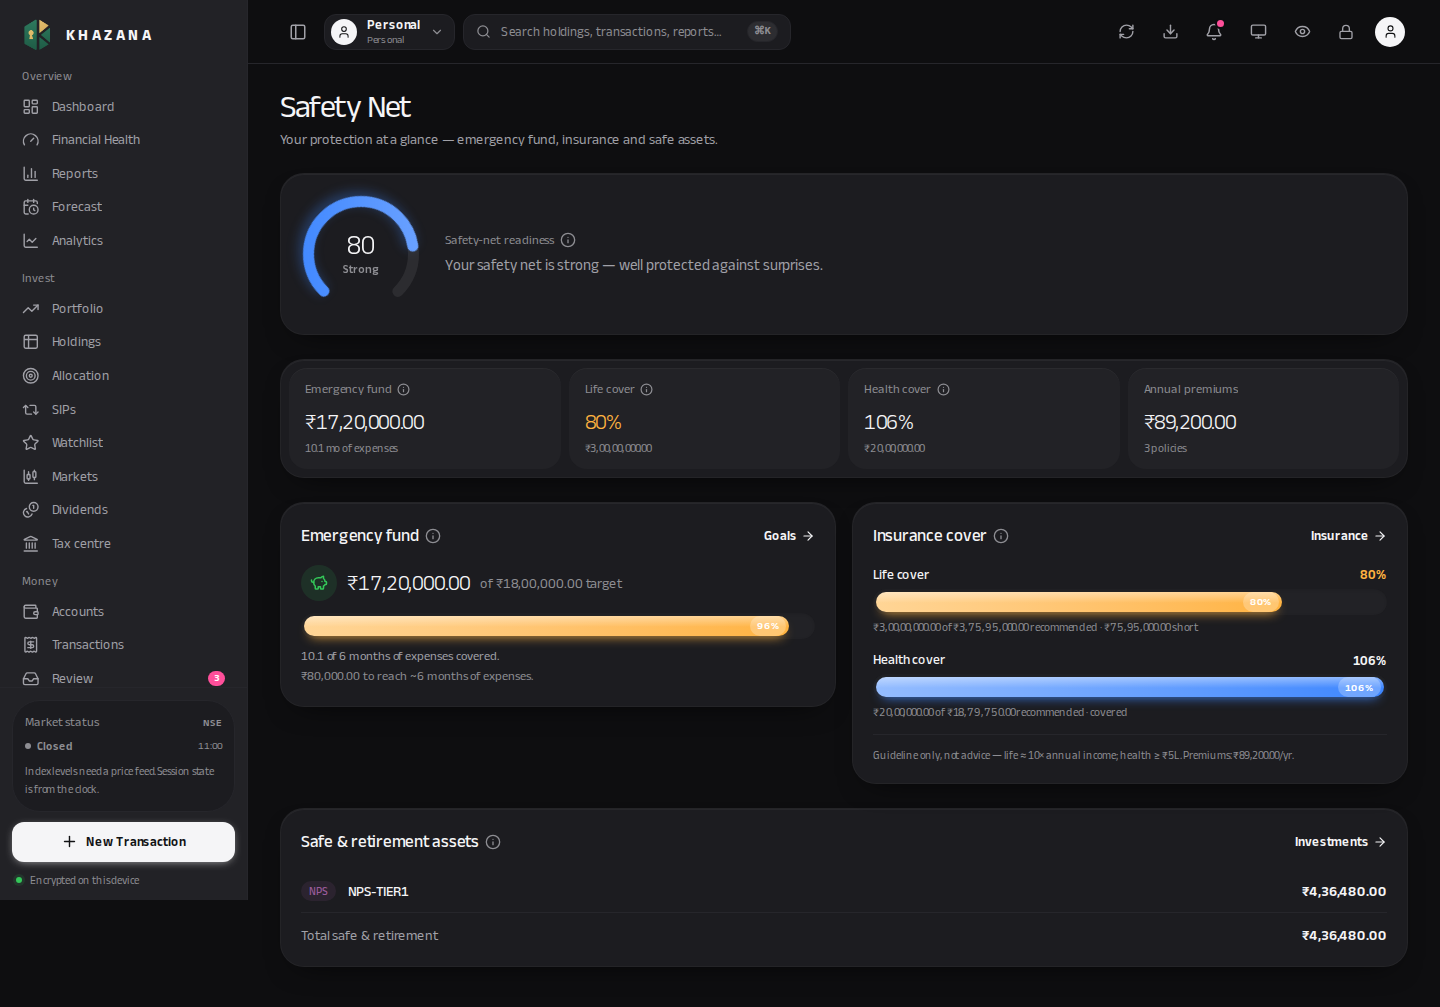 KHAZANA
Personal
Personal
Search holdings, transactions, reports...
⌘K
Overview
Dashboard
Financial Health
Reports
Forecast
Analytics
Invest
Portfolio
Holdings
Allocation
SIPs
Watchlist
Markets
Dividends
Tax centre
Money
Accounts
Transactions
Review
3
Market status
NSE
Closed
11:00
Index levels need a price feed. Session state
is from the clock.
New Transaction
Encrypted on this device
Safety Net
Your protection at a glance — emergency fund, insurance and safe assets.
80
Strong
Safety-net readiness
Your safety net is strong — well protected against surprises.
Emergency fund
₹17,20,000.00
10.1 mo of expenses
Life cover
80%
₹3,00,00,000.00
Health cover
106%
₹20,00,000.00
Annual premiums
₹89,200.00
3 policies
Emergency fund
Goals →
₹17,20,000.00 of ₹18,00,000.00 target
96%
10.1 of 6 months of expenses covered.
₹80,000.00 to reach ~6 months of expenses.
Insurance cover
Insurance →
Life cover
80%
80%
₹3,00,00,000.00 of ₹3,75,95,000.00 recommended · ₹75,95,000.00 short
Health cover
106%
106%
₹20,00,000.00 of ₹18,79,750.00 recommended · covered
Guideline only, not advice — life ≈ 10× annual income; health ≥ ₹5L. Premiums: ₹89,200.00/yr.
Safe & retirement assets
Investments →
NPS
NPS-TIER1
₹4,36,480.00
Total safe & retirement
₹4,36,480.00